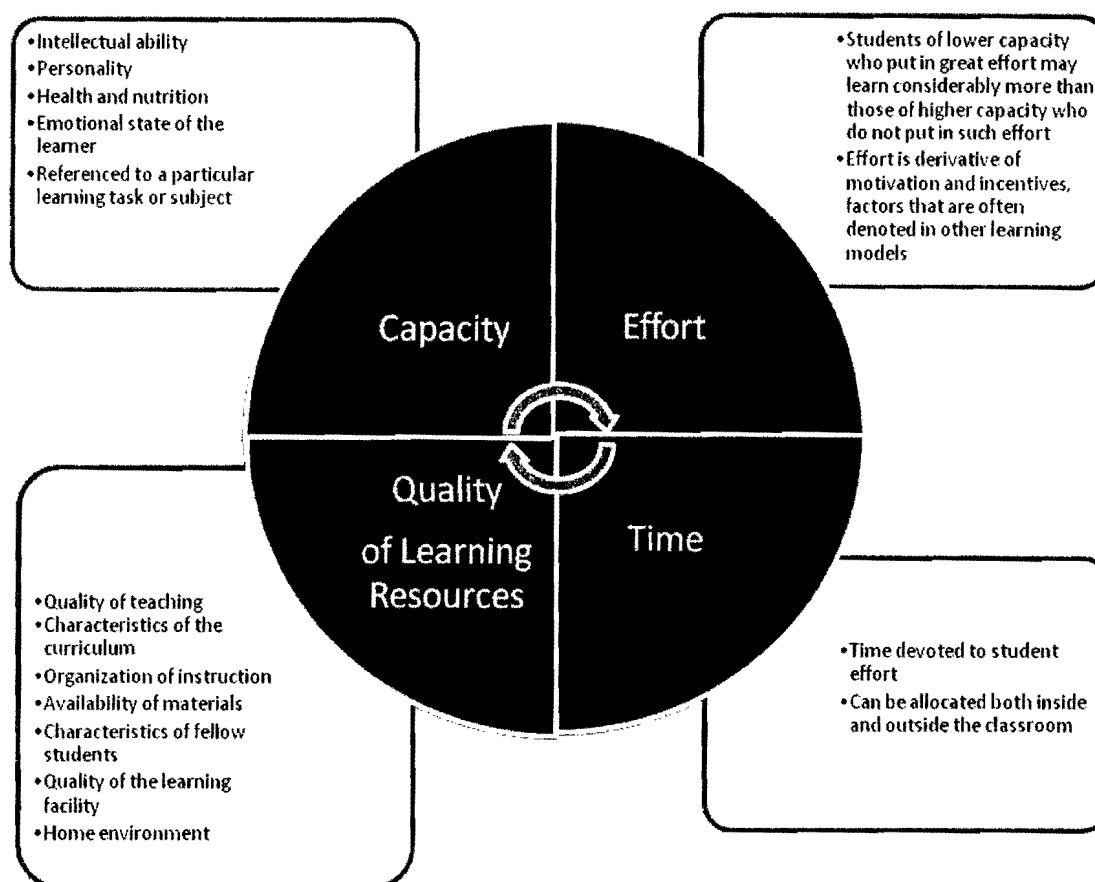 •Intellectual ability
•Personality
•Health and nutrition
•Emotional state of the
learner
•Referenced to a particular
learning task or subject
•Students of lower capacity
who put in great effort may
learn considerably more than
those of higher capacity who
do not put in such effort
•Effort is derivative of
motivation and incentives,
factors that are often
denoted in other learning
models
Capacity
Effort
Quality
of Learning
Resources
Time
•Quality of teaching
•Characteristics of the
curriculum
•Organization of instruction
•Availability of materials
•Characteristics of fellow
students
•Quality of the learning
facility
•Home environment
•Time devoted to student
effort
•Can be allocated both inside
and outside the classroom